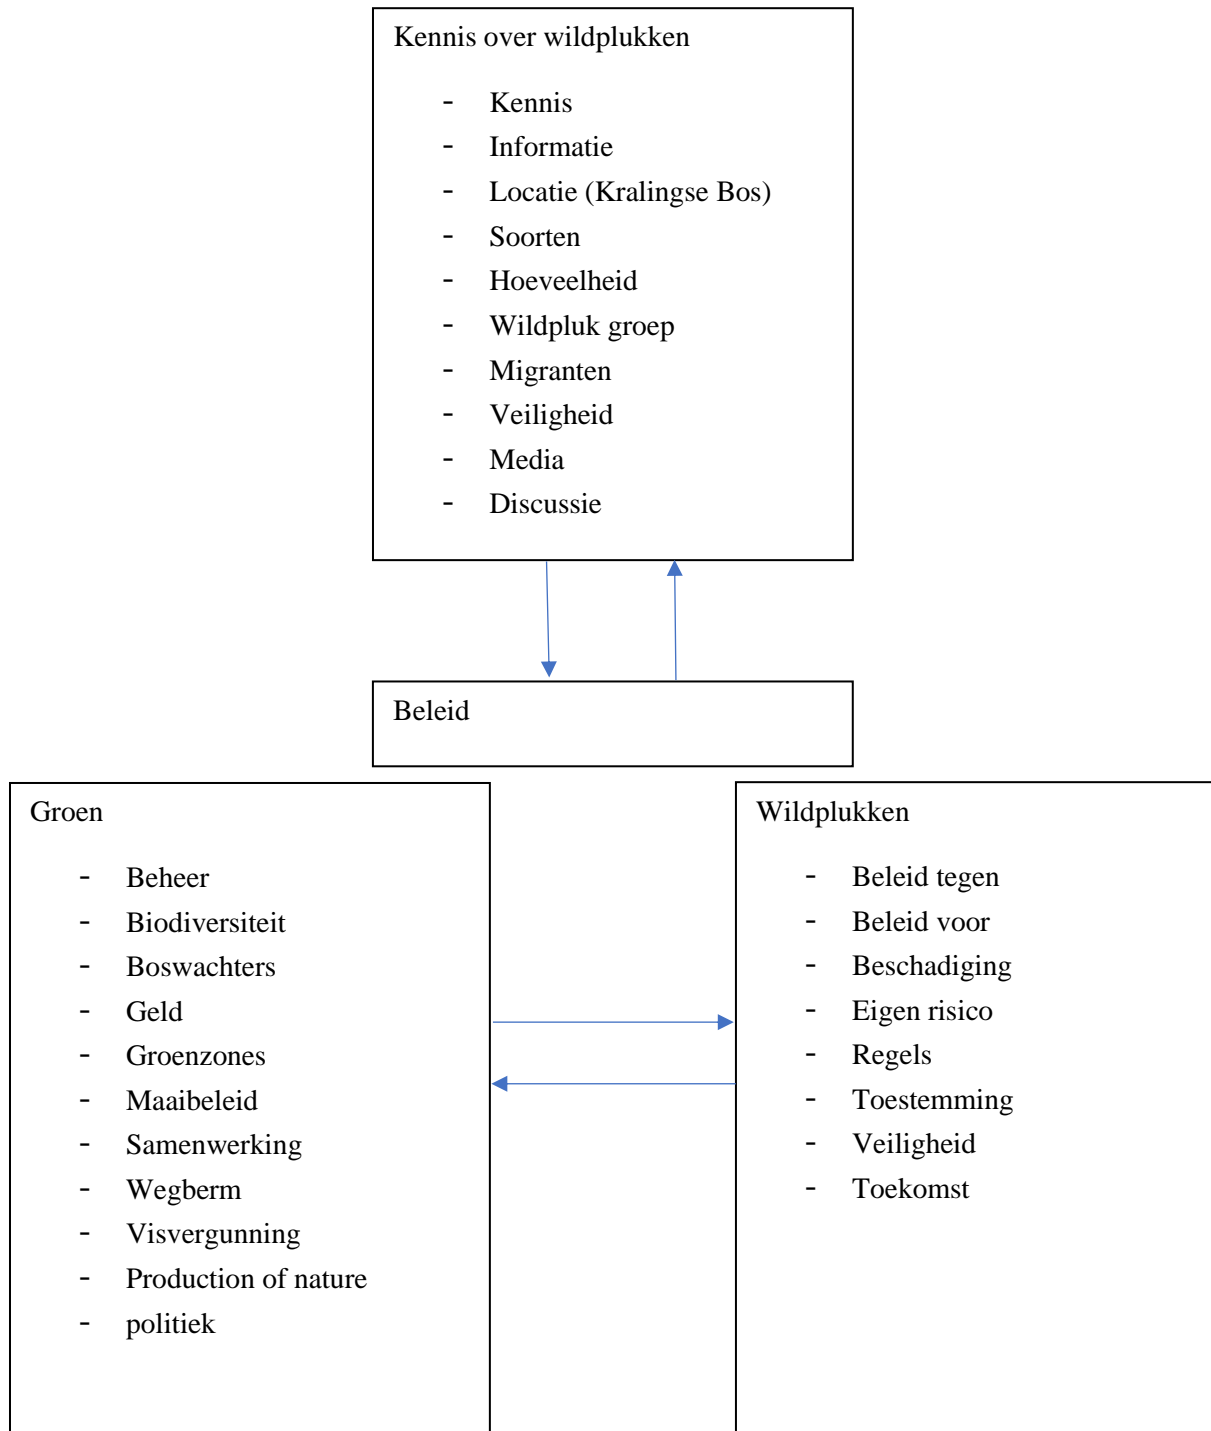 Kennis over wildplukken
- Kennis
- Informatie
- Locatie (Kralingse Bos)
- Soorten
- Hoeveelheid
- Wildpluk groep
- Migranten
- Veiligheid
- Media
- Discussie
Beleid
Groen
- Beheer
- Biodiversiteit
- Boswachters
- Geld
- Groenzones
- Maaibeleid
- Samenwerking
- Wegberm
- Visvergunning
- Production of nature
- politiek
Wildplukken
- Beleid tegen
- Beleid voor
- Beschadiging
- Eigen risico
- Regels
- Toestemming
- Veiligheid
- Toekomst